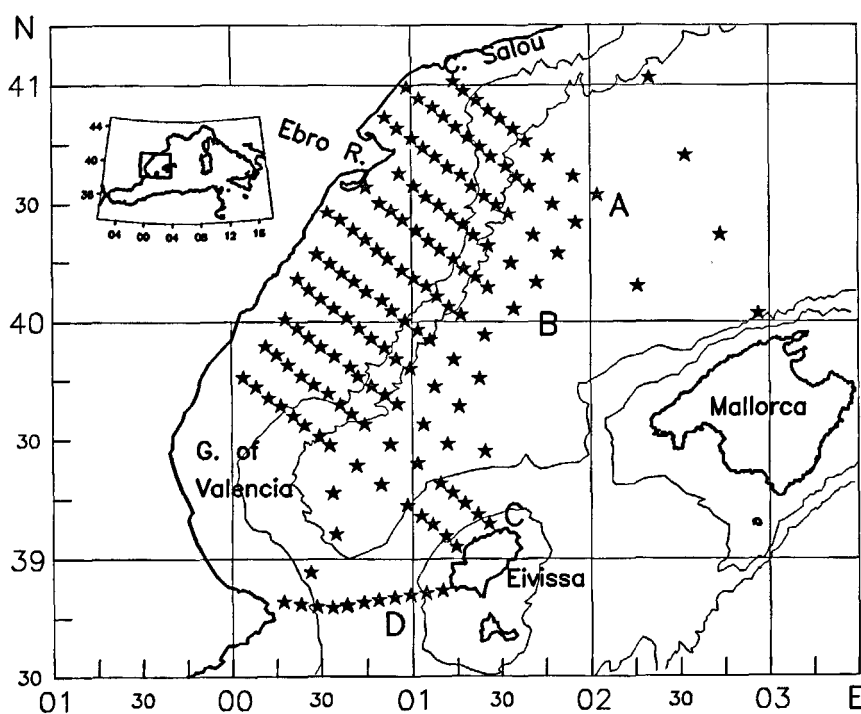 N
C. Salou
41
44
40
36
04 00 04 08 12 16
Ebro R.
30
A
40
B
Mallorca
30
G. of
Valencia
C
39
Eivissa
D
30
01 30 00 30 01 30 02 30 03 E